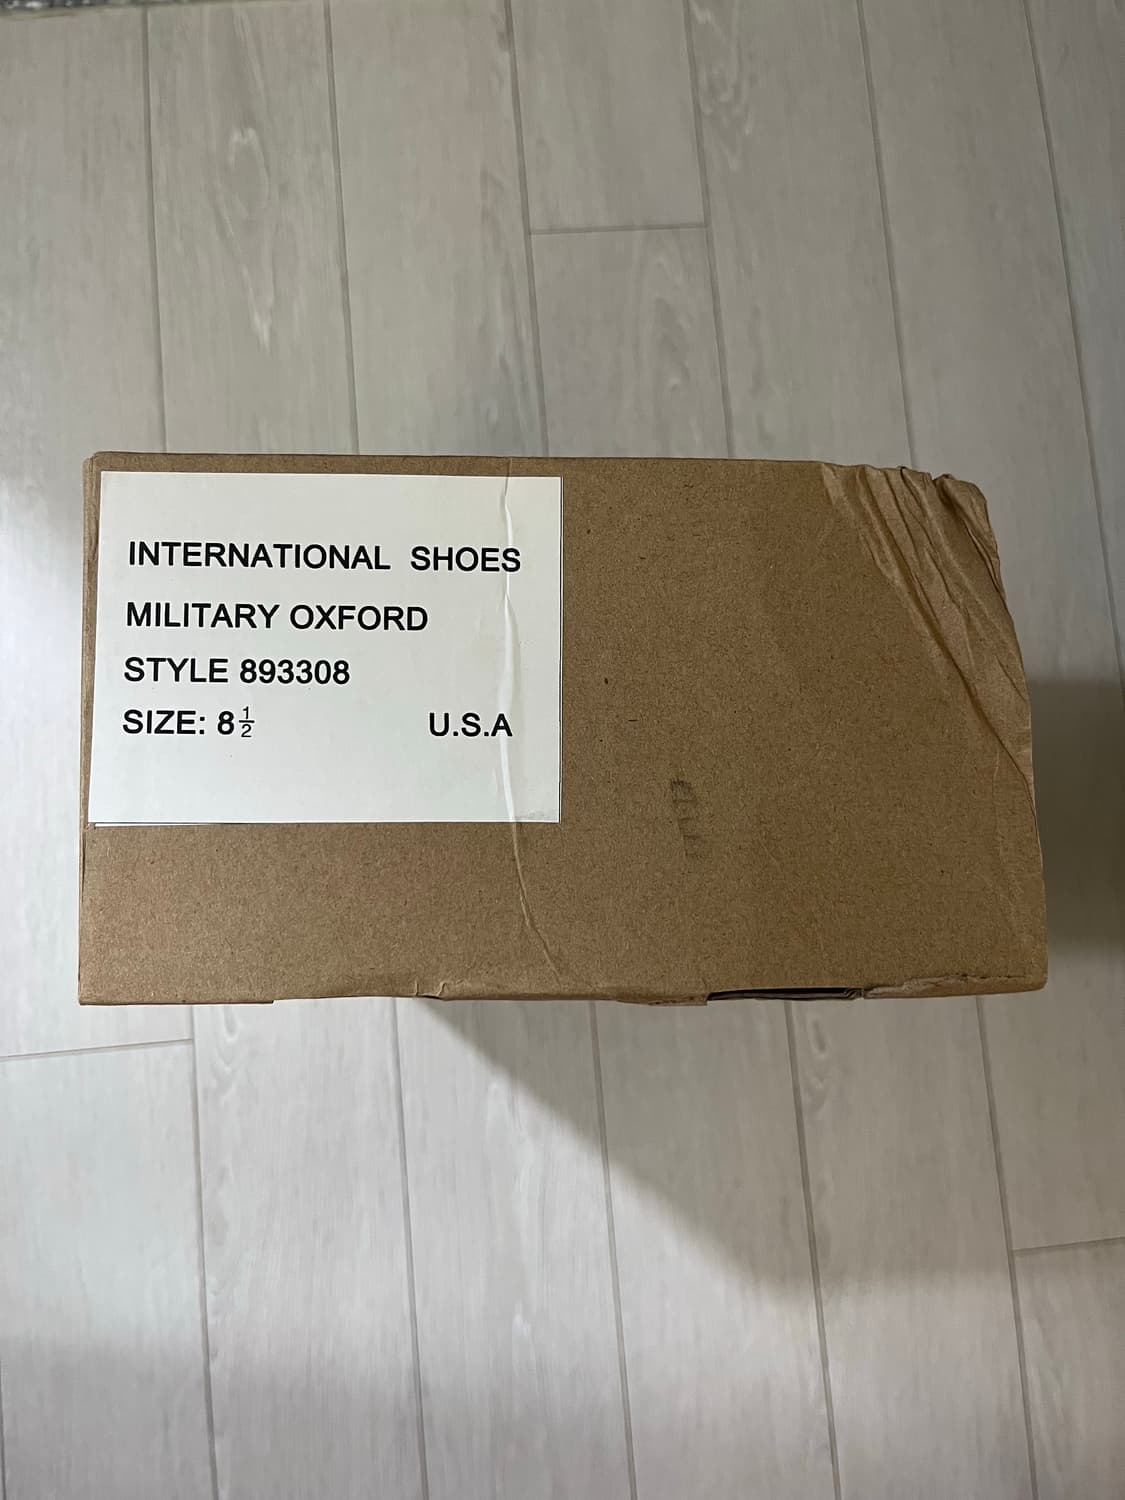 INTERNATIONAL SHOES
MILITARY OXFORD
STYLE 893308
SIZE: 8½ U.S.A